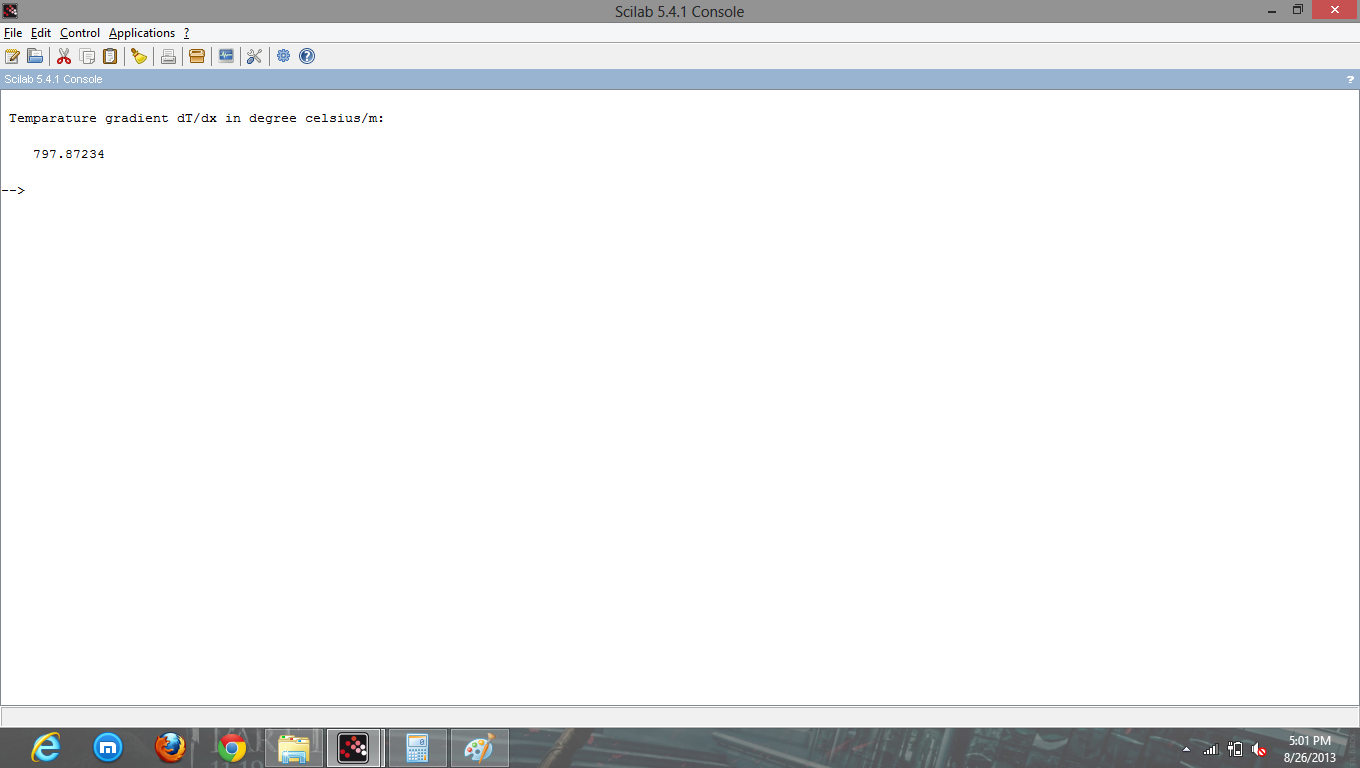 Scilab 5.4.1 Console
File Edit Control Applications ?
Scilab 5.4.1 Console ?
Temparature gradient dT/dx in degree celsius/m:
797.87234
-->
5:01 PM
8/26/2013